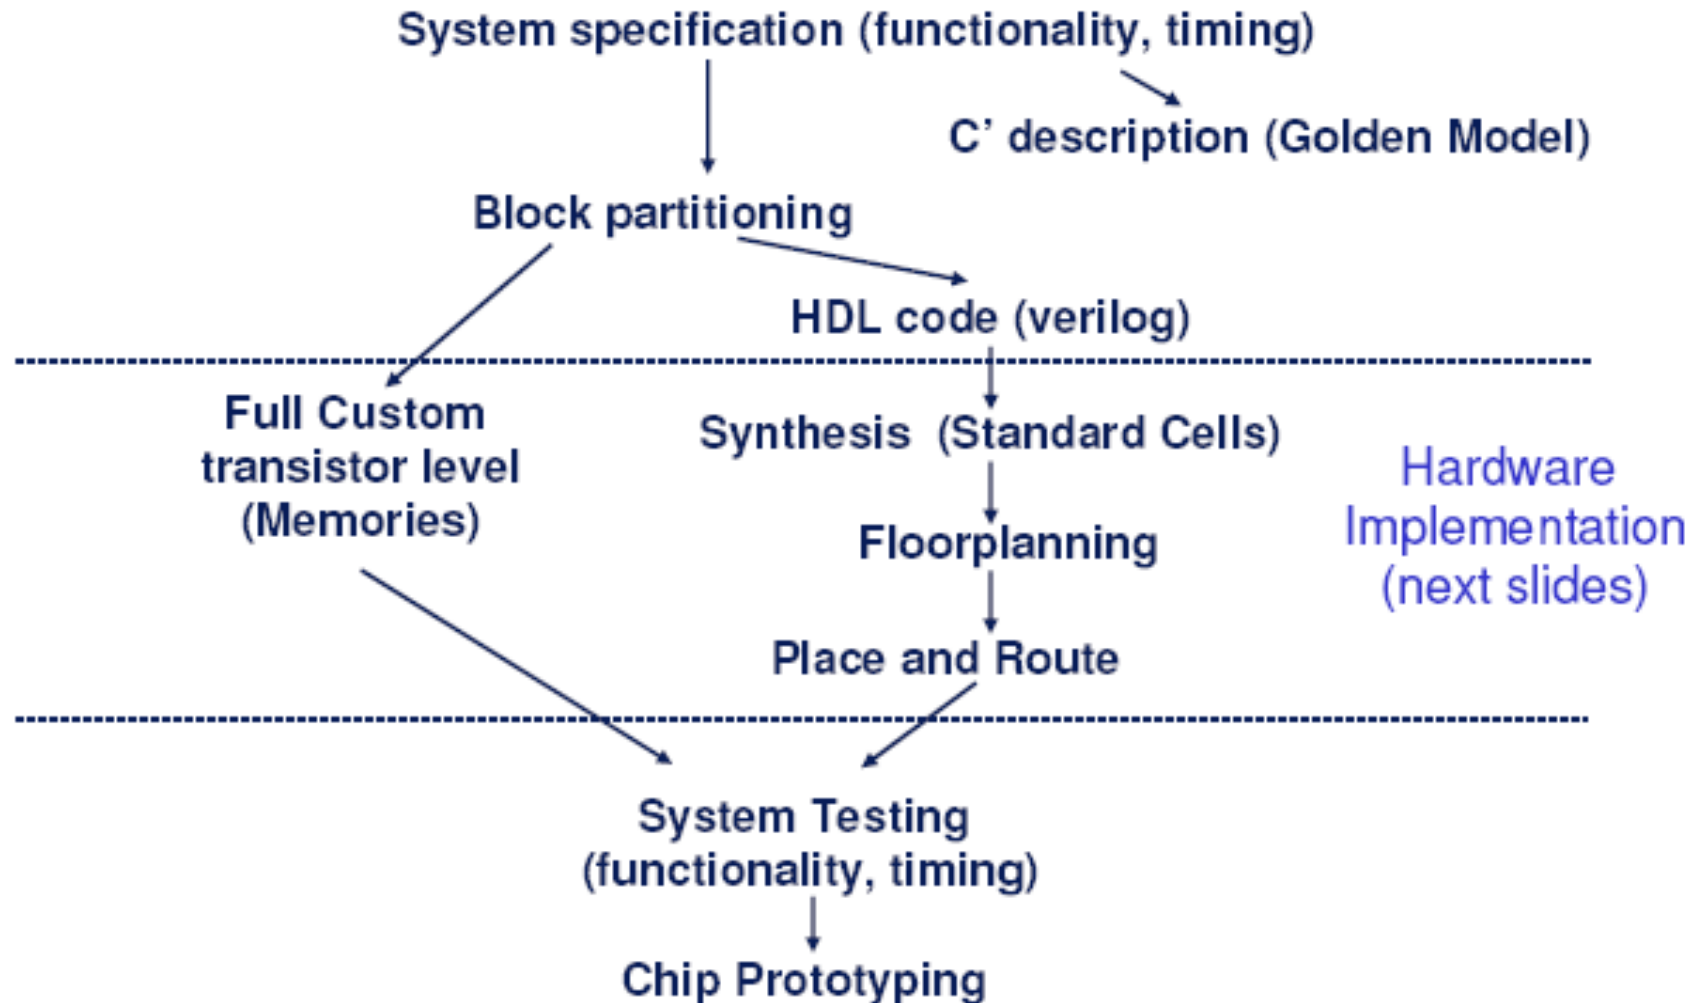 System specification (functionality, timing)
C’ description (Golden Model)
Block partitioning
HDL code (verilog)
Full Custom
transistor level
(Memories)
Synthesis (Standard Cells)
Floorplanning
Place and Route
Hardware
Implementation
(next slides)
System Testing
(functionality, timing)
Chip Prototyping